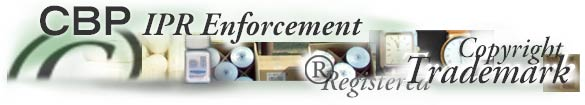 CBP IPR Enforcement
©
Copyright
® Registered Trademark